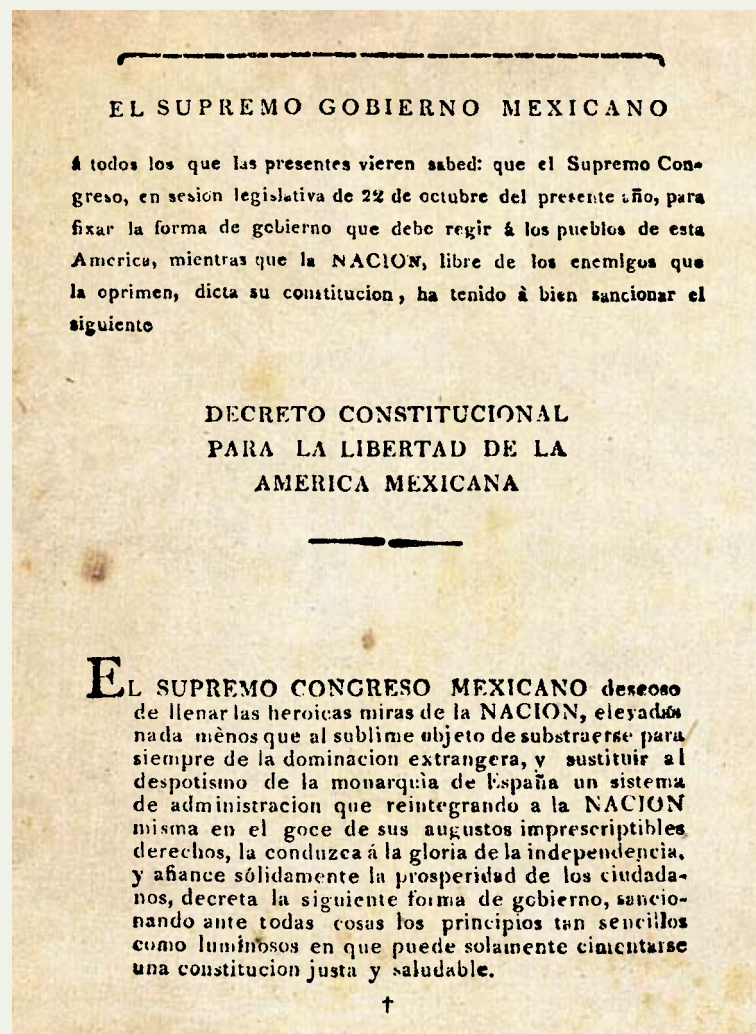 EL SUPREMO GOBIERNO MEXICANO
á todos los que las presentes vieren sabed: que el Supremo Con-
greso, en sesion legislativa de 22 de octubre del presente año, para
fixar la forma de gobierno que debe regir á los pueblos de esta
America, mientras que la NACION, libre de los enemigos que
la oprimen, dicta su constitucion, ha tenido à bien sancionar el
siguiente
DECRETO CONSTITUCIONAL
PARA LA LIBERTAD DE LA
AMERICA MEXICANA
EL SUPREMO CONGRESO MEXICANO deseoso
de llenar las heroicas miras de la NACION, elevadas
nada mènos que al sublime objeto de substraerse para
siempre de la dominacion extrangera, y sustituir al
despotismo de la monarquìa de España un sistema
de administracion que reintegrando a la NACION
misma en el goce de sus augustos imprescriptibles
derechos, la conduzca á la gloria de la independencia,
y afiance sólidamente la prosperidad de los ciudada-
nos, decreta la siguiente forma de gobierno, sancio-
nando ante todas cosas los principios tan sencillos
como luminosos en que puede solamente cimentarse
una constitucion justa y saludable.
†